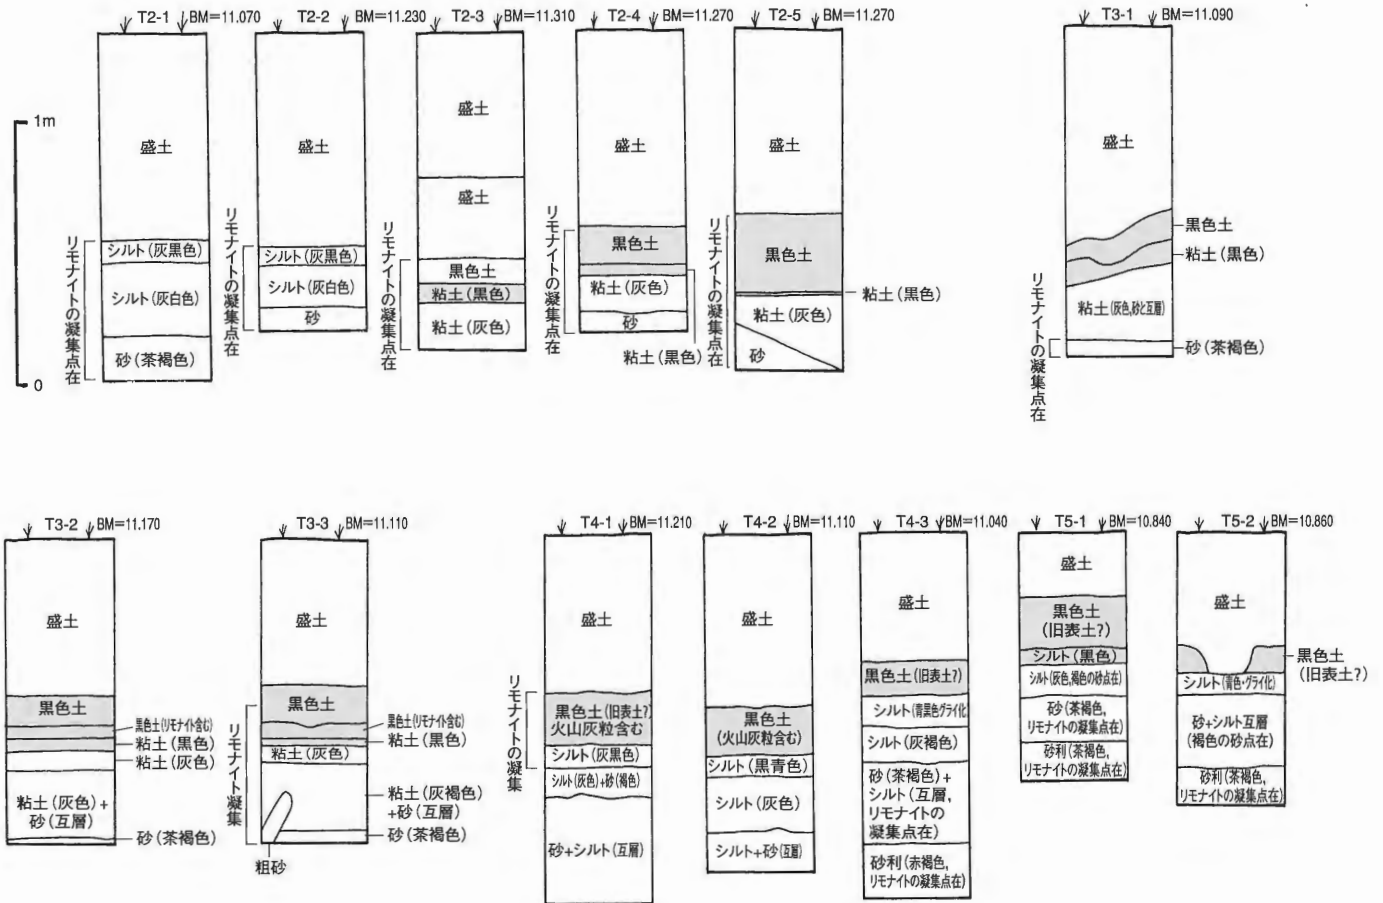 T2-1 BM=11.070
盛土
シルト(灰黒色)
シルト(灰白色)
砂(茶褐色)
リモナイトの凝集点在
1m
0
T2-2 BM=11.230
盛土
シルト(灰黒色)
シルト(灰白色)
砂
リモナイトの凝集点在
T2-3 BM=11.310
盛土
盛土
黒色土
粘土(黒色)
粘土(灰色)
リモナイトの凝集点在
T2-4 BM=11.270
盛土
黒色土
粘土(灰色)
砂
粘土(黒色)
リモナイトの凝集点在
T2-5 BM=11.270
盛土
黒色土
粘土(黒色)
粘土(灰色)
砂
リモナイトの凝集点在
T3-1 BM=11.090
盛土
黒色土
粘土(黒色)
粘土(灰色,砂と互層)
砂(茶褐色)
リモナイトの凝集点在
T3-2 BM=11.170
盛土
黒色土
黒色土(リモナイト含む)
粘土(黒色)
粘土(灰色)
粘土(灰色)+
砂(互層)
砂(茶褐色)
T3-3 BM=11.110
盛土
黒色土
黒色土(リモナイト含む)
粘土(黒色)
粘土(灰色)
粘土(灰褐色)
+砂(互層)
砂(茶褐色)
粗砂
リモナイト凝集
T4-1 BM=11.210
盛土
黒色土(旧表土?)
火山灰粒含む
シルト(灰黒色)
シルト(灰色)+砂(褐色)
砂+シルト(互層)
リモナイトの凝集
T4-2 BM=11.110
盛土
黒色土
(火山灰粒含む)
シルト(黒青色)
シルト(灰色)
シルト+砂(互層)
T4-3 BM=11.040
盛土
黒色土(旧表土?)
シルト(青黒色グライ化)
シルト(灰褐色)
砂(茶褐色)+
シルト(互層,
リモナイトの
凝集点在)
砂利(赤褐色,
リモナイトの凝集点在)
T5-1 BM=10.840
盛土
黒色土
(旧表土?)
シルト(黒色)
シルト(灰色,褐色の砂点在)
砂(茶褐色,
リモナイトの凝集点在)
砂利(茶褐色,
リモナイトの凝集点在)
T5-2 BM=10.860
盛土
黒色土
(旧表土?)
シルト(青色・グライ化)
砂+シルト互層
(褐色の砂点在)
砂利(茶褐色,
リモナイトの凝集点在)